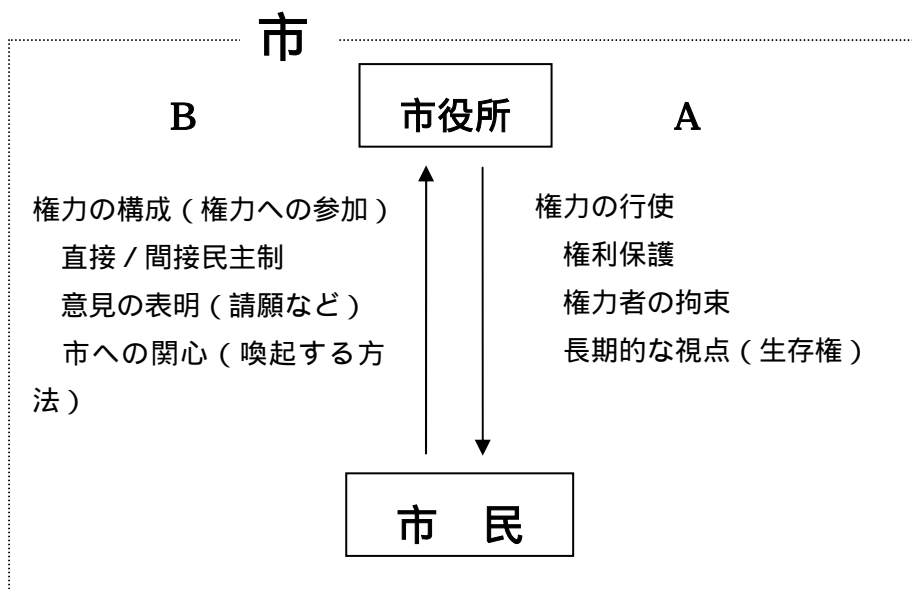 市
B
市役所
A
権力の構成(権力への参加)
直接/間接民主制
意見の表明(請願など)
市への関心(喚起する方
法)
権力の行使
権利保護
権力者の拘束
長期的な視点(生存権)
市 民